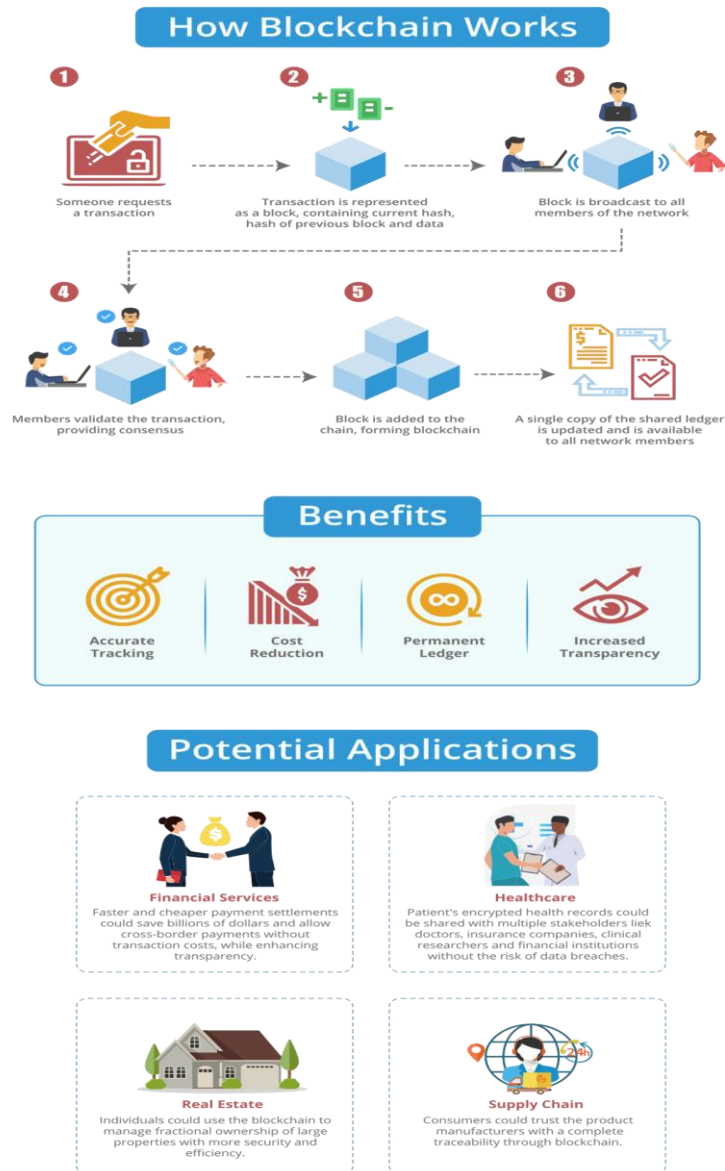 How Blockchain Works
1
2
3
Someone requests
a transaction
Transaction is represented
as a block, containing current hash,
hash of previous block and data
Block is broadcast to all
members of the network
4
5
6
Members validate the transaction,
providing consensus
Block is added to the
chain, forming blockchain
A single copy of the shared ledger
is updated and is available
to all network members
Benefits
Accurate
Tracking
Cost
Reduction
Permanent
Ledger
Increased
Transparency
Potential Applications
Financial Services
Faster and cheaper payment settlements
could save billions of dollars and allow
cross-border payments without
transaction costs, while enhancing
transparency.
Healthcare
Patient's encrypted health records could
be shared with multiple stakeholders liek
doctors, insurance companies, clinical
researchers and financial institutions
without the risk of data breaches.
Real Estate
Individuals could use the blockchain to
manage fractional ownership of large
properties with more security and
efficiency.
24h
Supply Chain
Consumers could trust the product
manufacturers with a complete
traceability through blockchain.